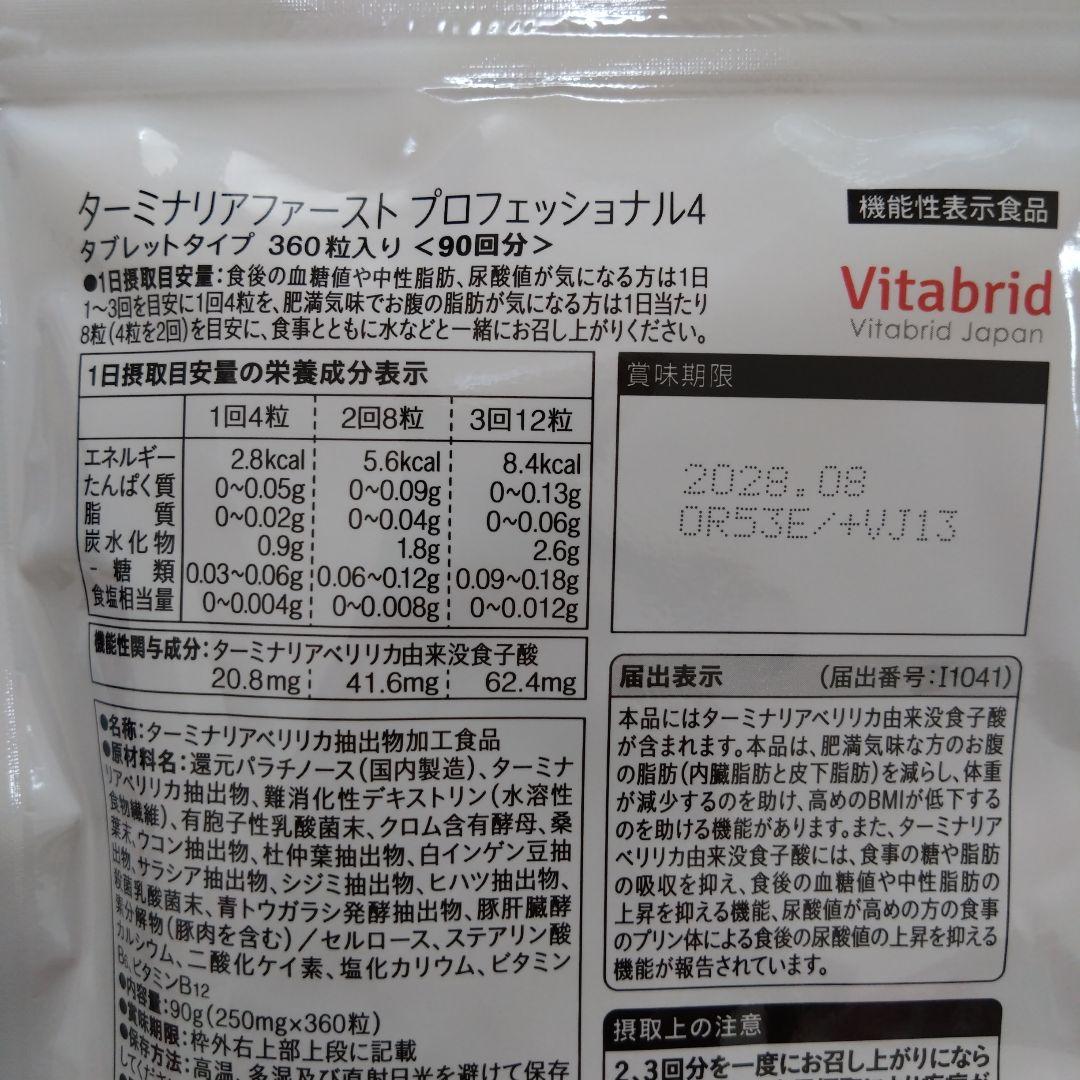 ターミナリアファースト プロフェッショナル4
タブレットタイプ 360粒入り <90回分>
●1日摂取目安量:食後の血糖値や中性脂肪、尿酸値が気になる方は1日
1〜3回を目安に1回4粒を、肥満気味でお腹の脂肪が気になる方は1日当たり
8粒(4粒を2回)を目安に、食事とともに水などと一緒にお召し上がりください。
機能性表示食品
Vitabrid
Vitabrid Japan
1日摂取目安量の栄養成分表示
1回4粒 2回8粒 3回12粒
エネルギー 2.8kcal 5.6kcal 8.4kcal
たんぱく質 0~0.05g 0~0.09g 0~0.13g
脂質 0~0.02g 0~0.04g 0~0.06g
炭水化物 0.9g 1.8g 2.6g
- 糖類 0.03~0.06g 0.06~0.12g 0.09~0.18g
食塩相当量 0~0.004g 0~0.008g 0~0.012g
機能性関与成分:ターミナリアベリリカ由来没食子酸
20.8mg 41.6mg 62.4mg
●名称:ターミナリアベリリカ抽出物加工食品
●原材料名:還元パラチノース(国内製造)、ターミナ
リアベリリカ抽出物、難消化性デキストリン(水溶性
食物繊維)、有胞子性乳酸菌末、クロム含有酵母、桑
葉末、ウコン抽出物、杜仲葉抽出物、白インゲン豆抽
出物、サラシア抽出物、シジミ抽出物、ヒハツ抽出物、
殺菌乳酸菌末、青トウガラシ発酵抽出物、豚肝臓酵
素分解物(豚肉を含む)/セルロース、ステアリン酸
カルシウム、二酸化ケイ素、塩化カリウム、ビタミン
B6、ビタミンB12
●内容量:90g(250mg×360粒)
●賞味期限:枠外右上部上段に記載
●保存方法:高温、多湿及び直射日光を避けて保存
してください
賞味期限
2028.08
OR53E/+VJ13
届出表示 (届出番号:I1041)
本品にはターミナリアベリリカ由来没食子酸
が含まれます。本品は、肥満気味な方のお腹
の脂肪(内臓脂肪と皮下脂肪)を減らし、体重
が減少するのを助け、高めのBMIが低下する
のを助ける機能があります。また、ターミナリア
ベリリカ由来没食子酸には、食事の糖や脂肪
の吸収を抑え、食後の血糖値や中性脂肪の
上昇を抑える機能、尿酸値が高めの方の食事
のプリン体による食後の尿酸値の上昇を抑える
機能が報告されています。
摂取上の注意
2、3回分を一度にお召し上がりになら